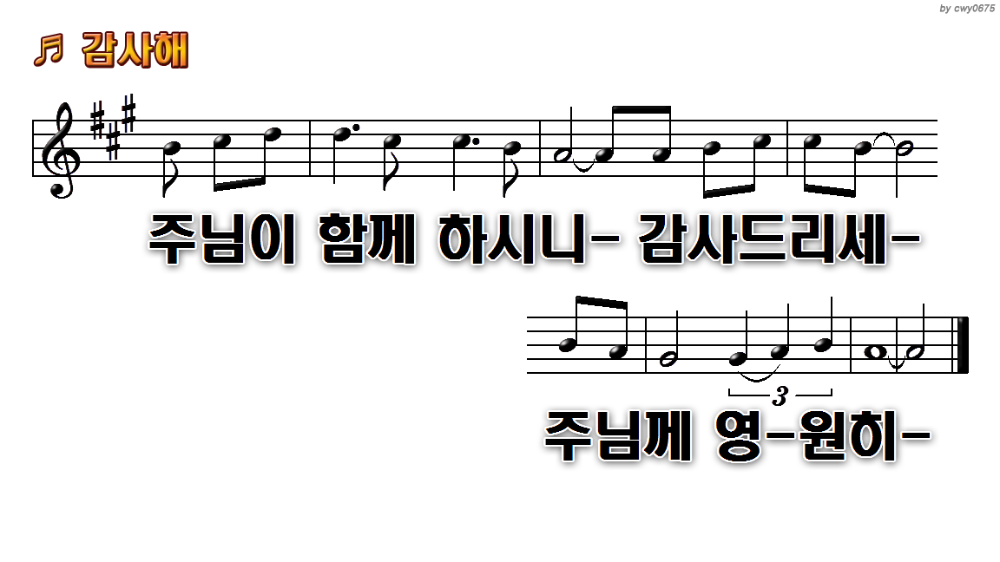 by cwy0675
♬ 감사해
주님이 함께 하시니- 감사드리세-
3
주님께 영-원히-